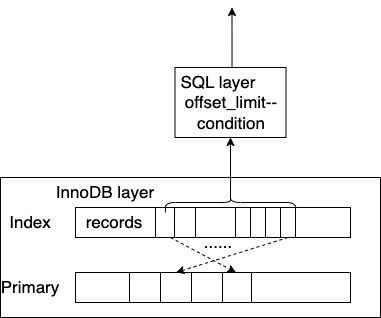 SQL layer
offset_limit--
condition
InnoDB layer
Index
records
......
Primary